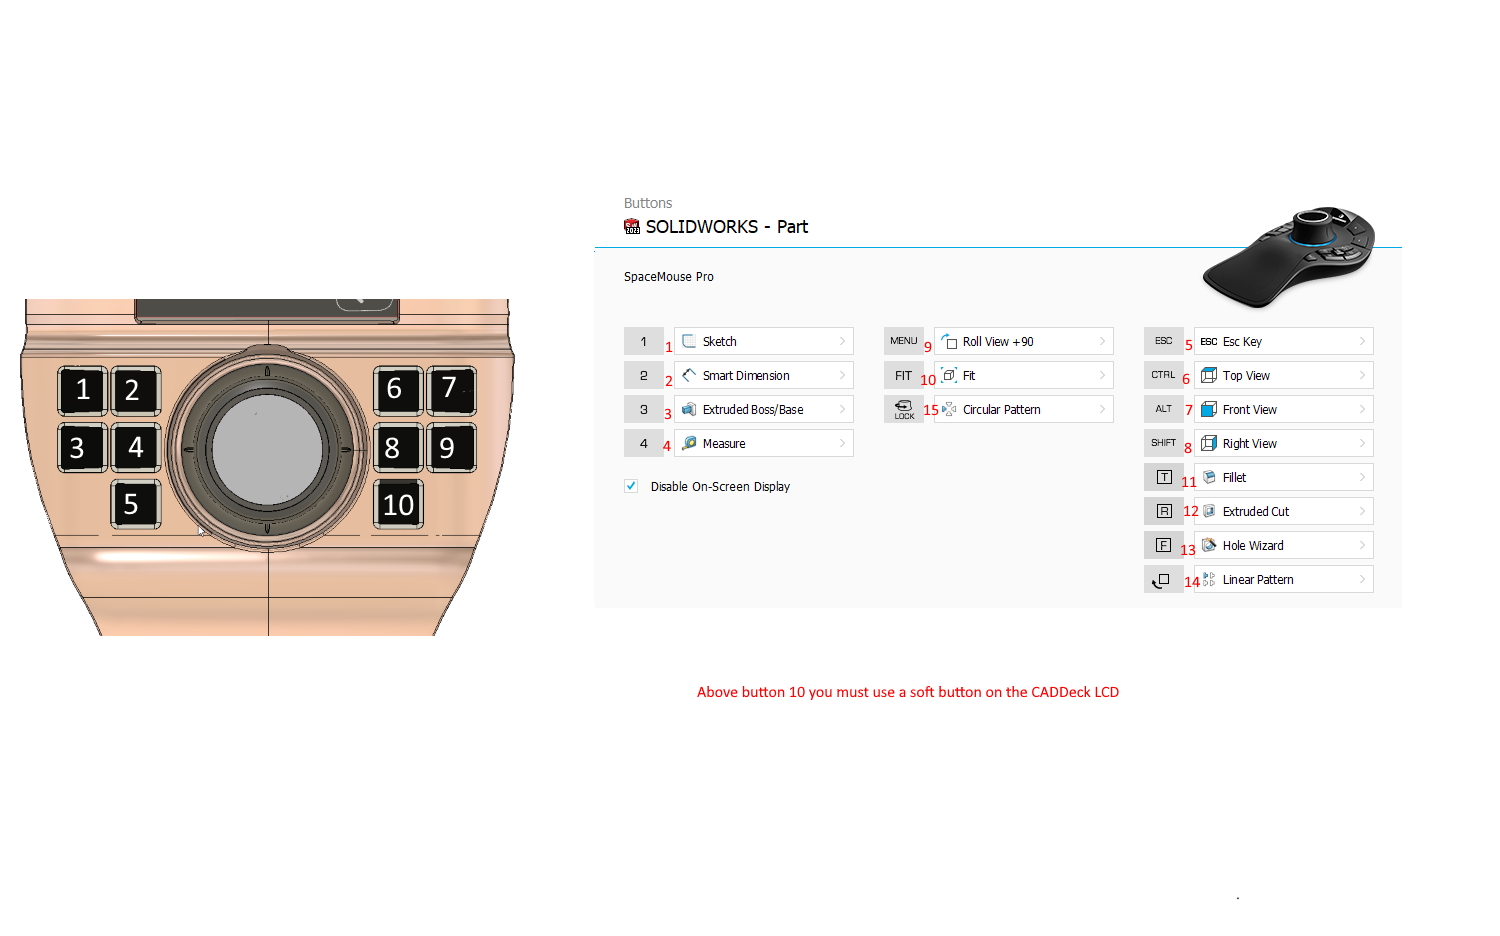 1 2
3 4
5
6 7
8 9
10
Buttons
SOLIDWORKS - Part
SpaceMouse Pro
1 1 Sketch
2 2 Smart Dimension
3 3 Extruded Boss/Base
4 4 Measure
Disable On-Screen Display
MENU 9 Roll View +90
FIT 10 Fit
LOCK 15 Circular Pattern
ESC 5 ESC Esc Key
CTRL 6 Top View
ALT 7 Front View
SHIFT 8 Right View
T 11 Fillet
R 12 Extruded Cut
F 13 Hole Wizard
14 Linear Pattern
Above button 10 you must use a soft button on the CADDeck LCD